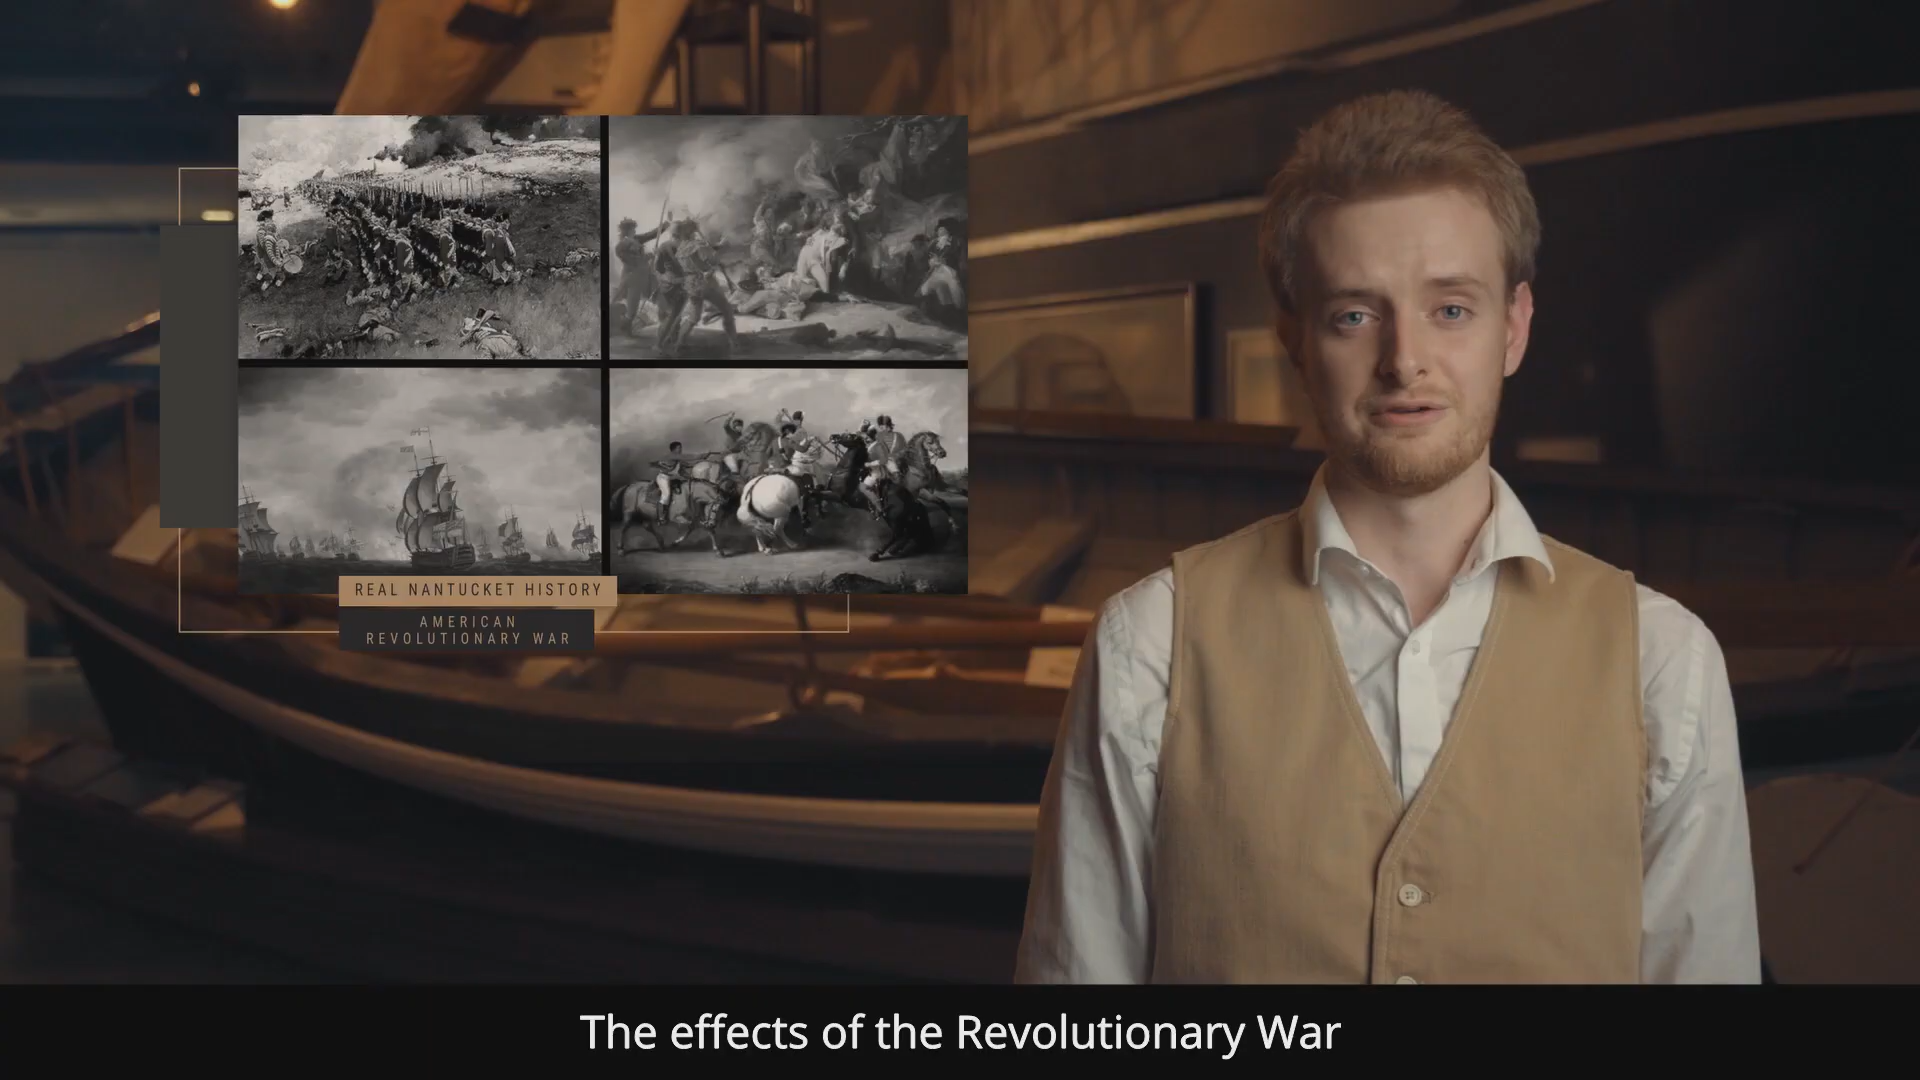 REAL NANTUCKET HISTORY
AMERICAN
REVOLUTIONARY WAR
The effects of the Revolutionary War